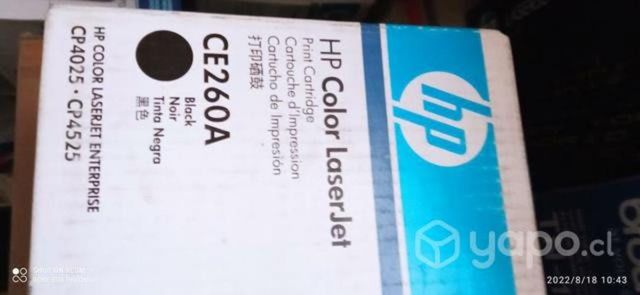 hp
HP Color LaserJet
Print Cartridge
Cartouche d'Impression
Cartucho de Impresión
打印硒鼓
CE260A
Black
Noir
Tinta Negra
黑色
HP COLOR LASERJET ENTERPRISE
CP4025 • CP4525
yapo.cl
2022/8/18 10:43